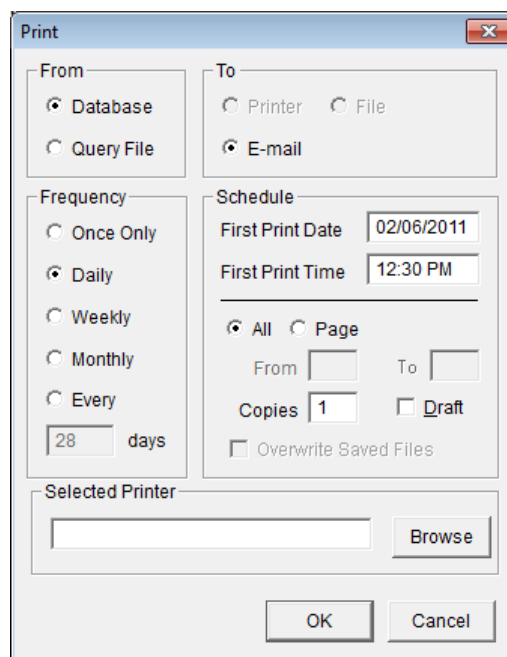 Print
From
Database
Query File
To
Printer File
E-mail
Frequency
Once Only
Daily
Weekly
Monthly
Every
28 days
Schedule
First Print Date 02/06/2011
First Print Time 12:30 PM
All Page
From To
Copies 1 Draft
Overwrite Saved Files
Selected Printer
Browse
OK Cancel